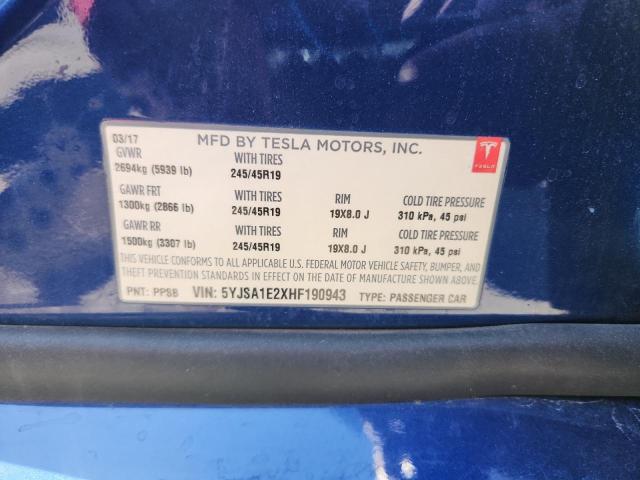 03/17 MFD BY TESLA MOTORS, INC.
GVWR WITH TIRES
2694kg (5939 lb) 245/45R19
TESLA
GAWR FRT WITH TIRES RIM COLD TIRE PRESSURE
1300kg (2866 lb) 245/45R19 19X8.0 J 310 kPa, 45 psi
GAWR RR WITH TIRES RIM COLD TIRE PRESSURE
1500kg (3307 lb) 245/45R19 19X8.0 J 310 kPa, 45 psi
THIS VEHICLE CONFORMS TO ALL APPLICABLE U.S. FEDERAL MOTOR VEHICLE SAFETY, BUMPER, AND
THEFT PREVENTION STANDARDS IN EFFECT ON THE DATE OF MANUFACTURE SHOWN ABOVE.
PNT: PPSB VIN: 5YJSA1E2XHF190943 TYPE: PASSENGER CAR